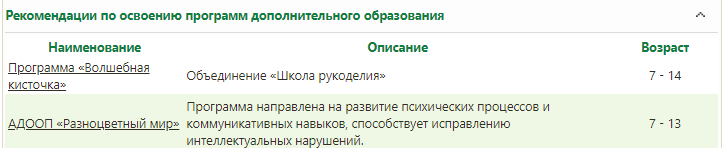 Рекомендации по освоению программ дополнительного образования
Наименование Описание Возраст
Программа «Волшебная
кисточка» Объединение «Школа рукоделия» 7 - 14
Программа направлена на развитие психических процессов и
АДООП «Разноцветный мир» коммуникативных навыков, способствует исправлению 7 - 13
интеллектуальных нарушений.